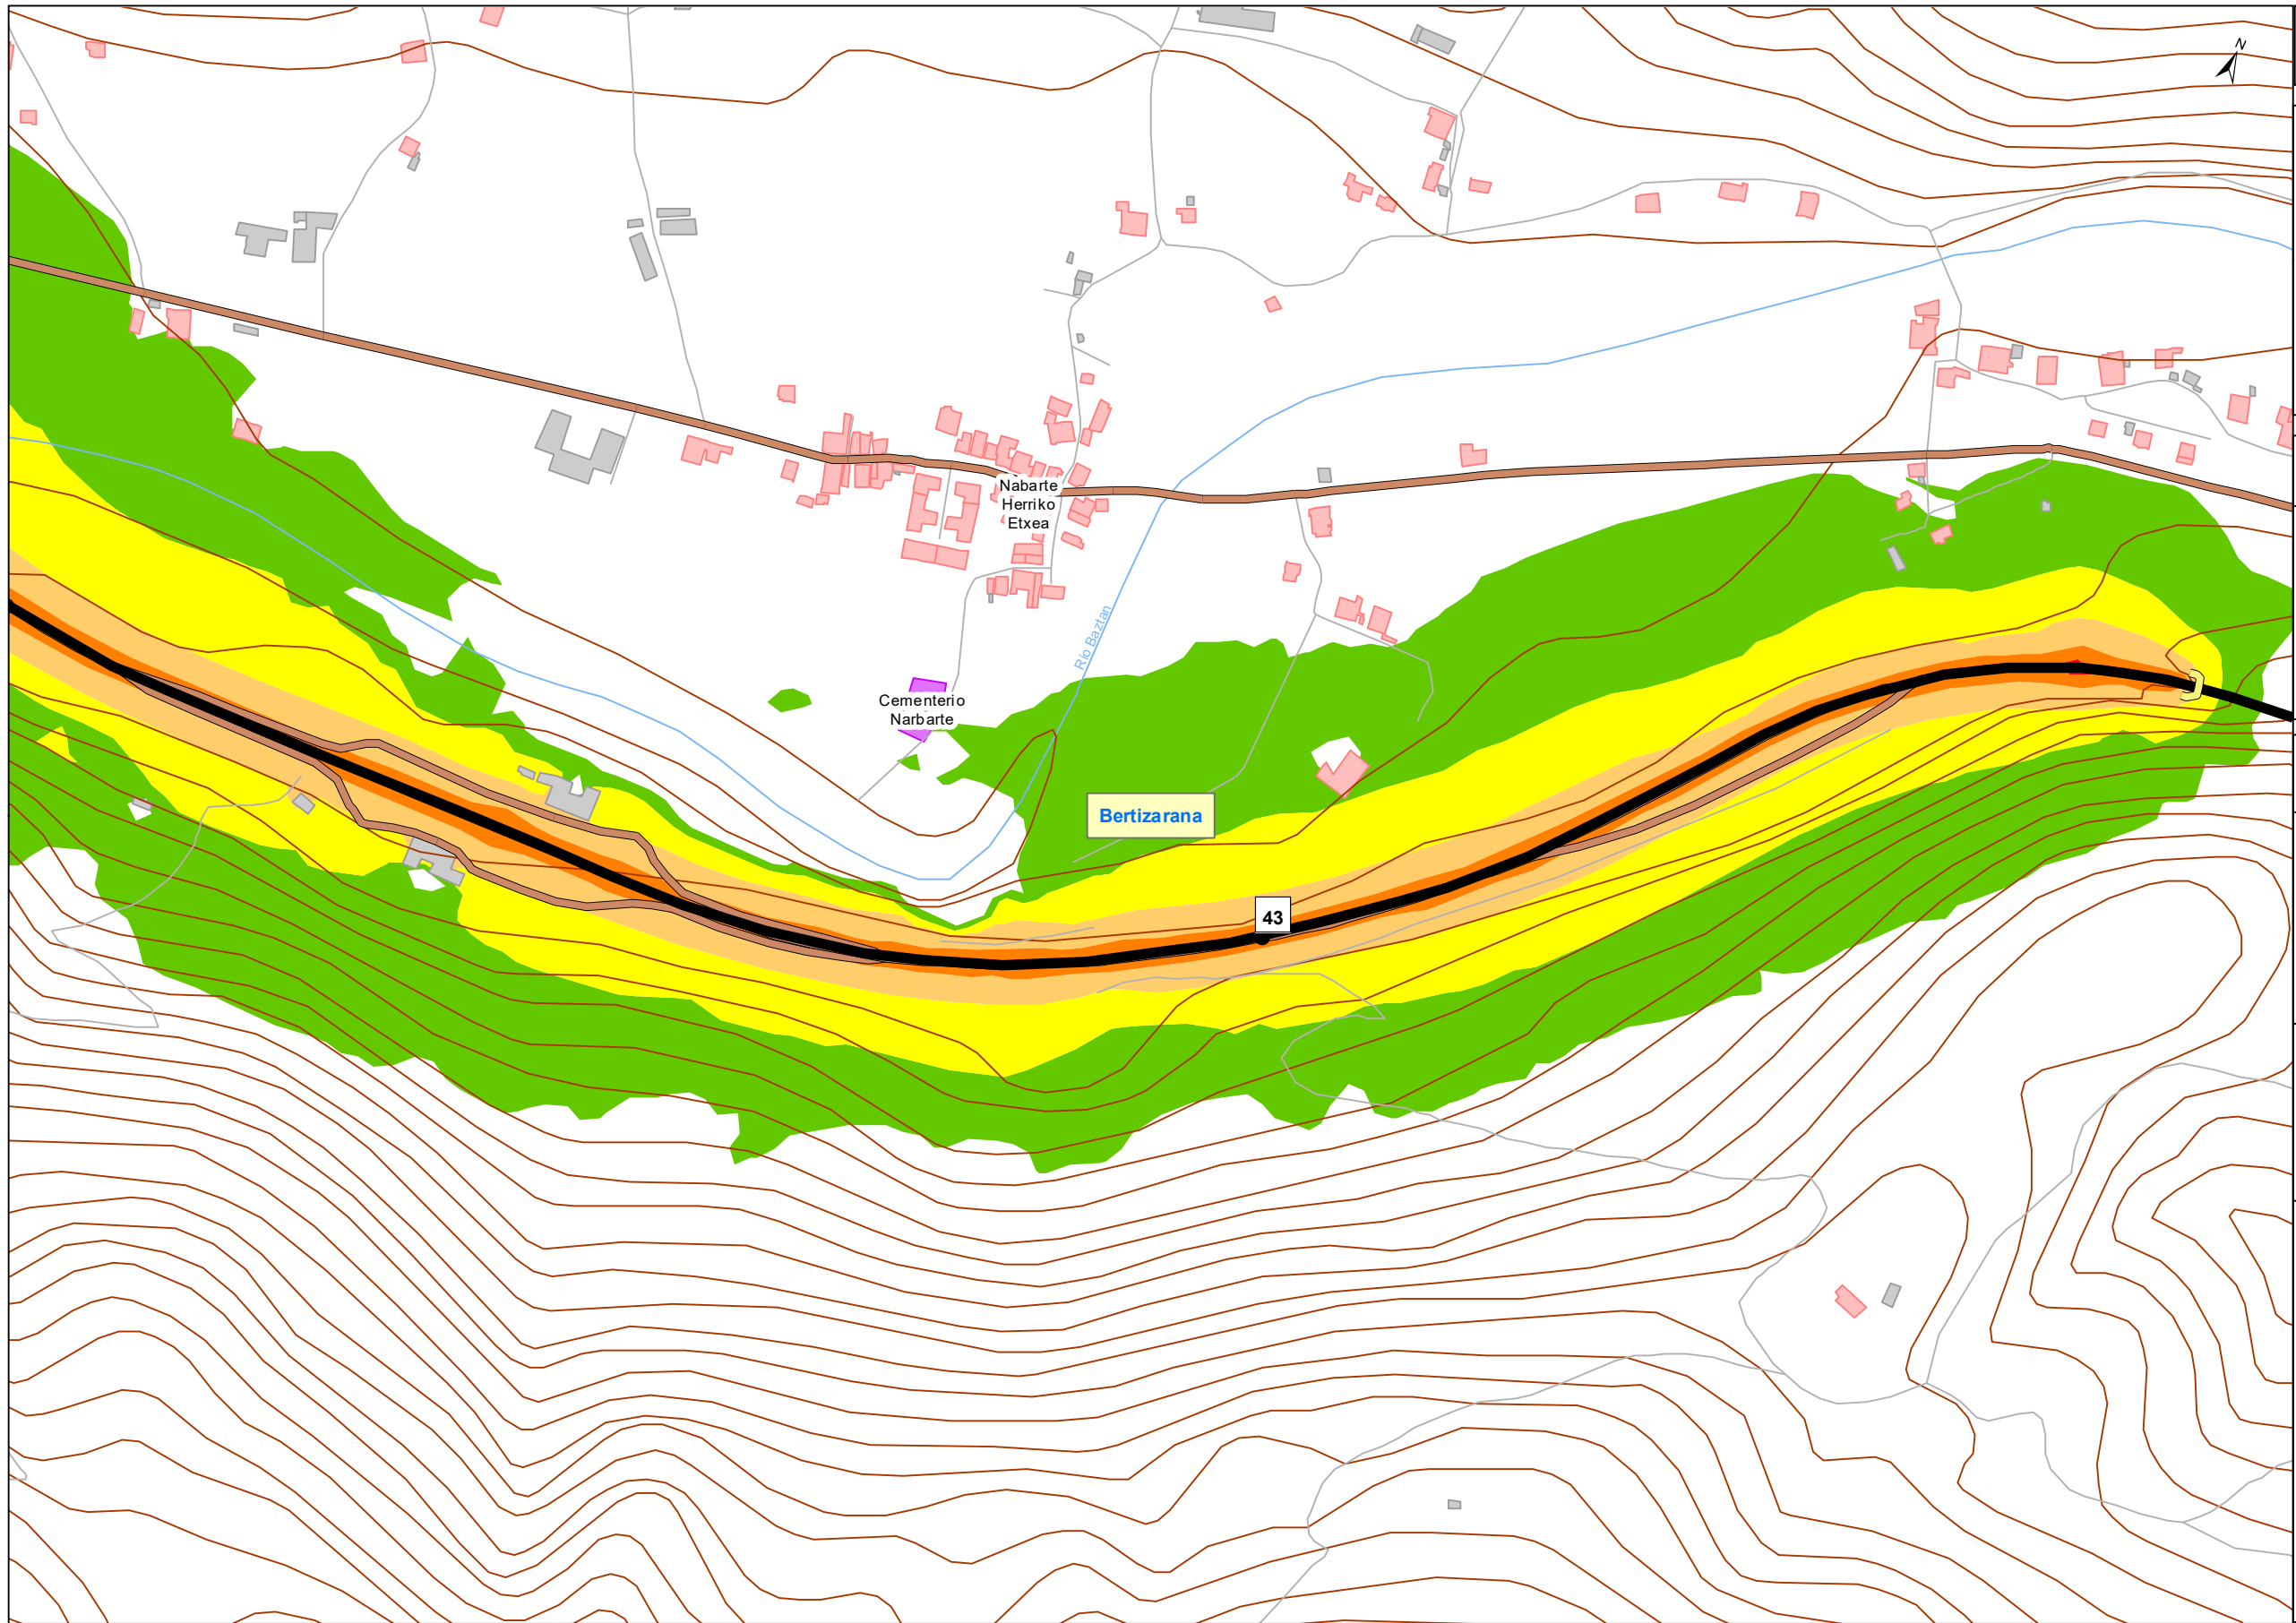 N
Nabarte
Herriko
Etxea
Río Baztan
Cementerio
Narbarte
Bertizarana
43